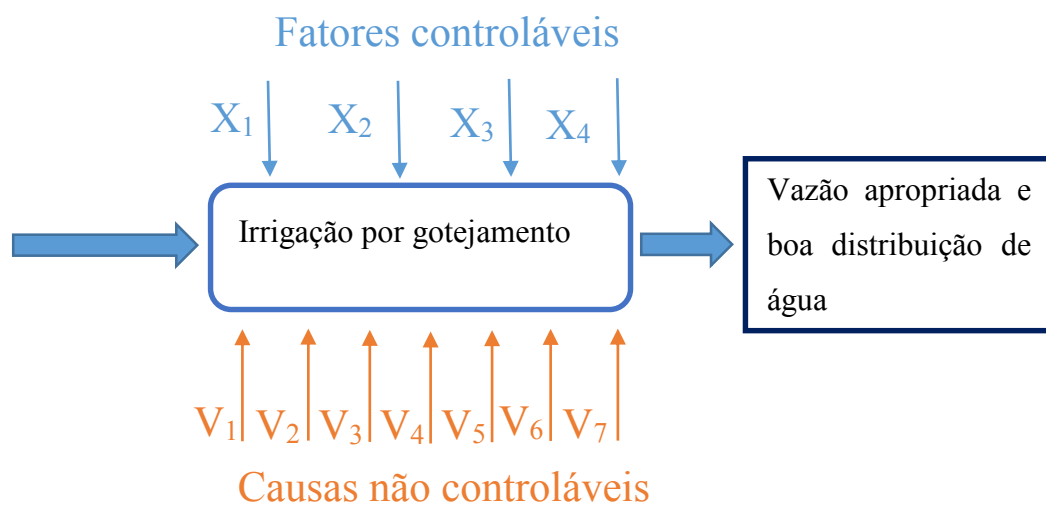 Fatores controláveis
X₁ X₂ X₃ X₄
Irrigação por gotejamento
Vazão apropriada e
boa distribuição de
água
V₁ V₂ V₃ V₄ V₅ V₆ V₇
Causas não controláveis